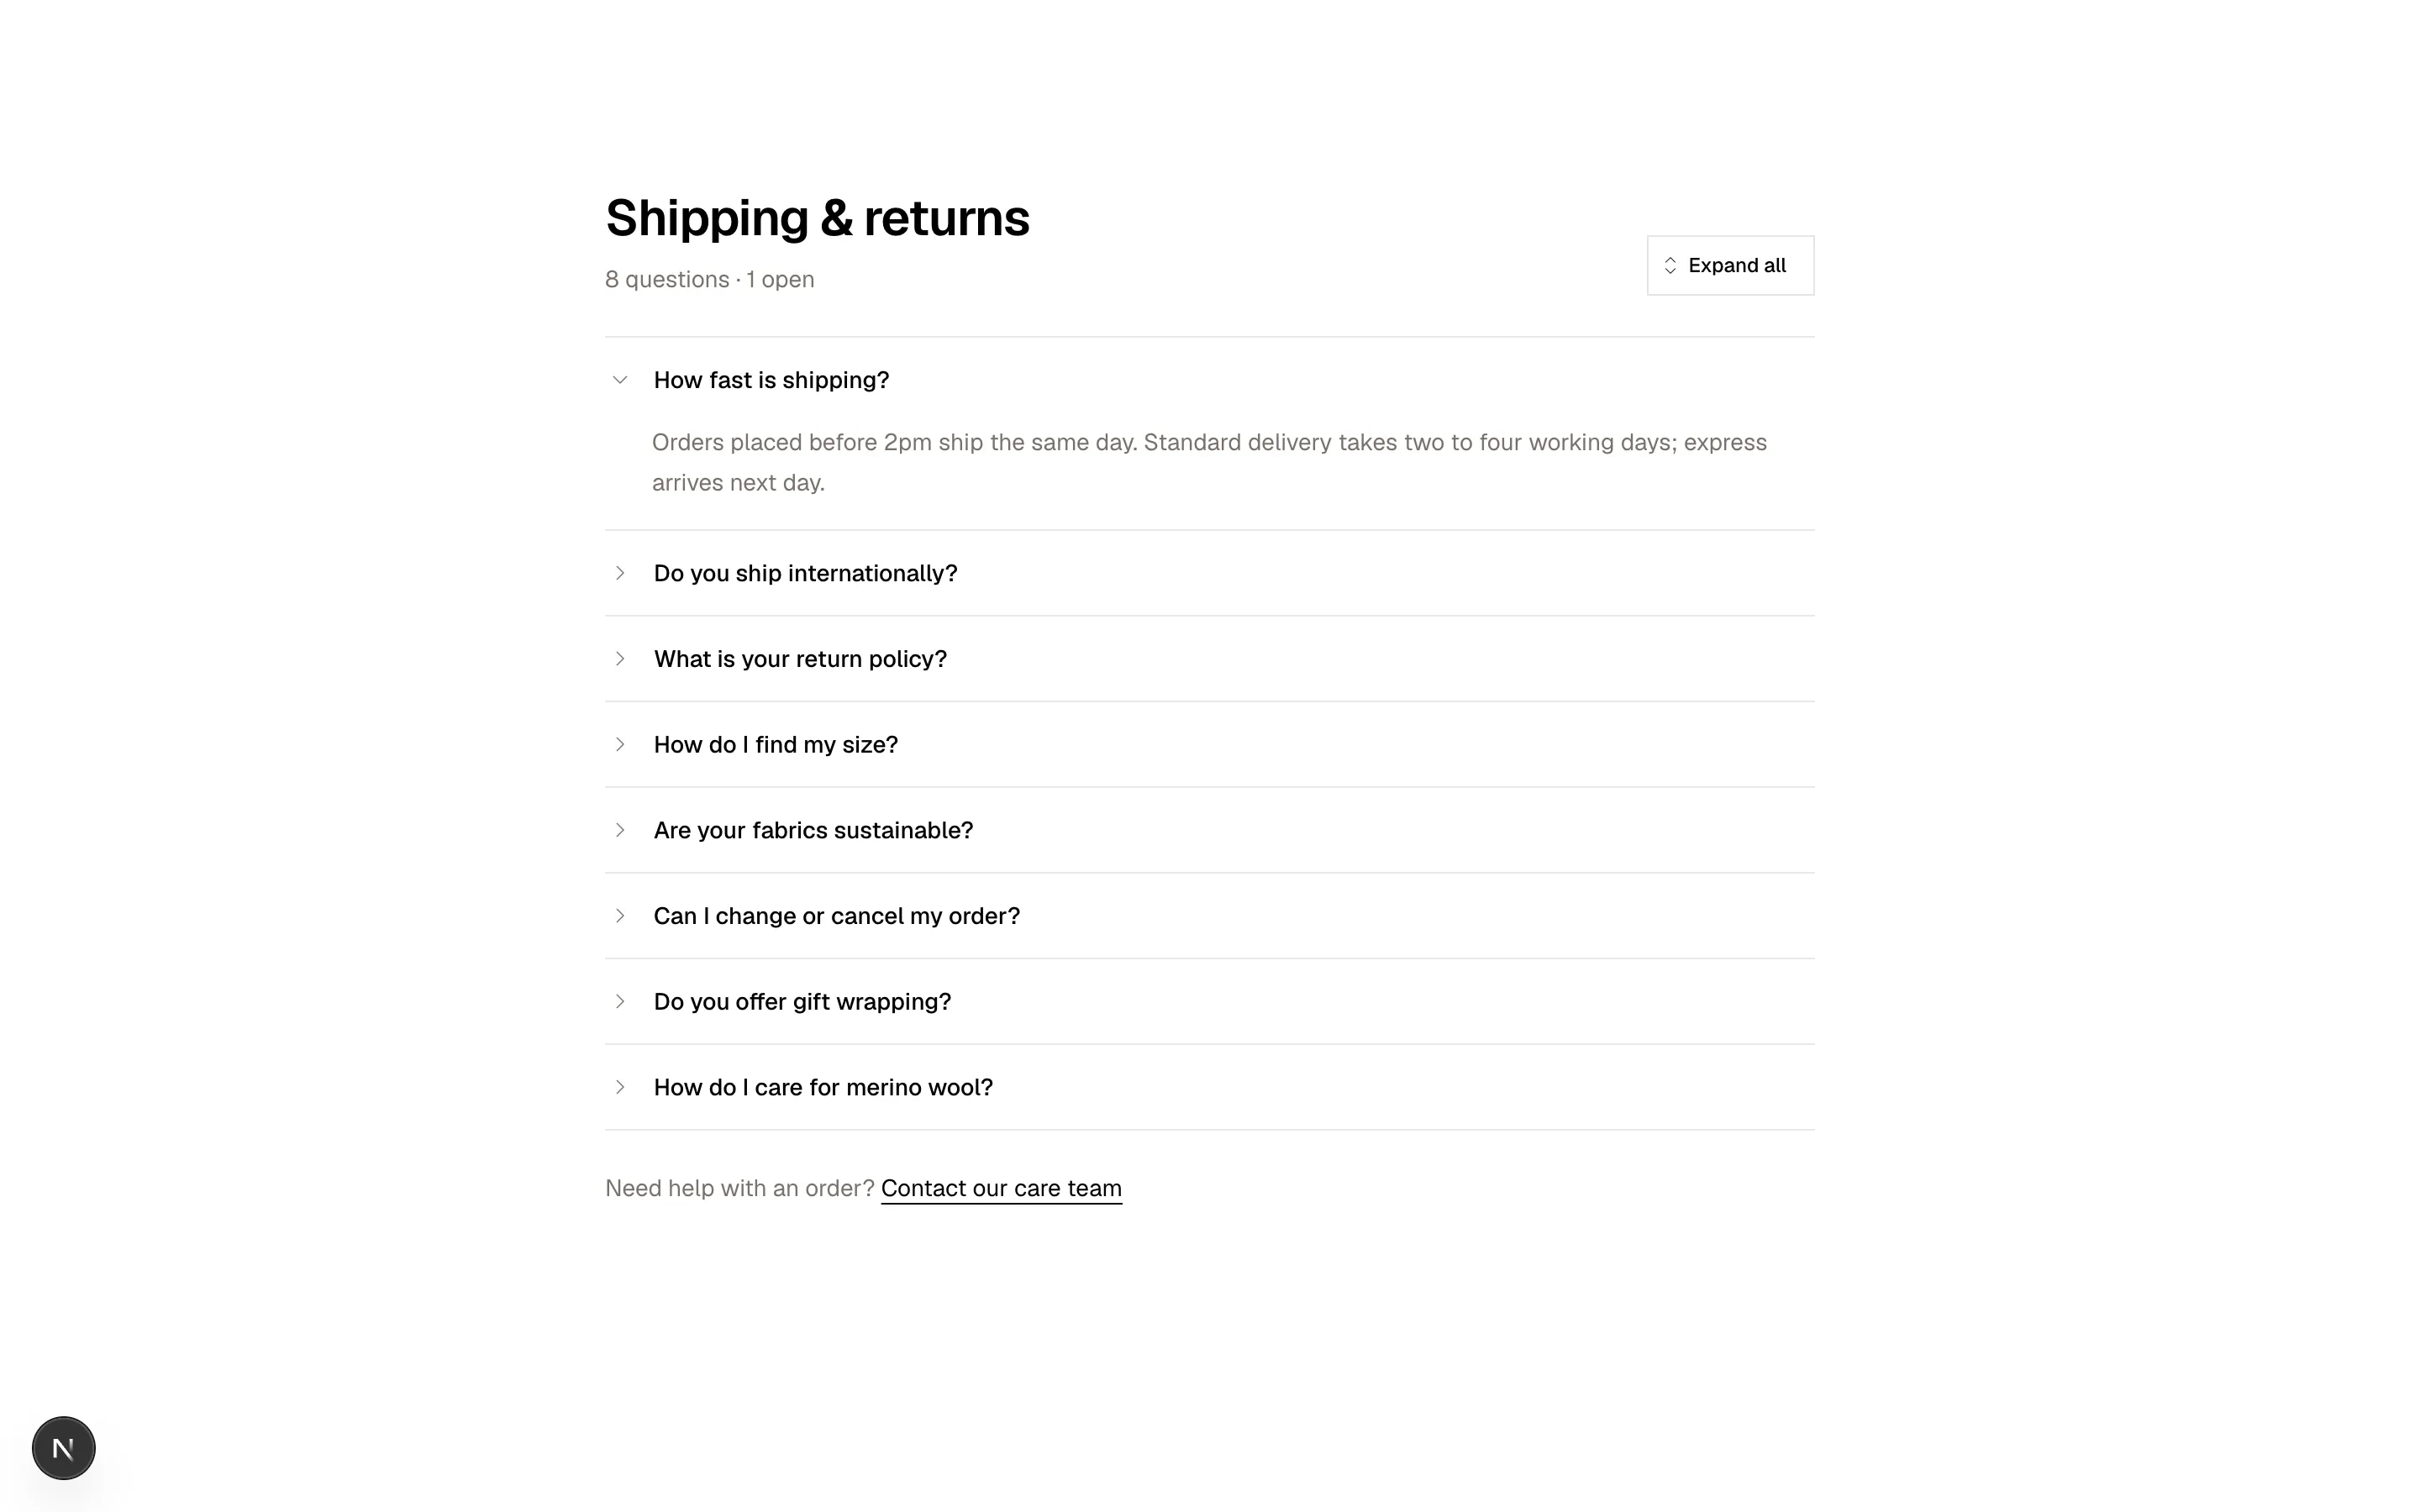 Shipping & returns
8 questions · 1 open
Expand all
How fast is shipping?
Orders placed before 2pm ship the same day. Standard delivery takes two to four working days; express
arrives next day.
Do you ship internationally?
What is your return policy?
How do I find my size?
Are your fabrics sustainable?
Can I change or cancel my order?
Do you offer gift wrapping?
How do I care for merino wool?
Need help with an order? Contact our care team
N